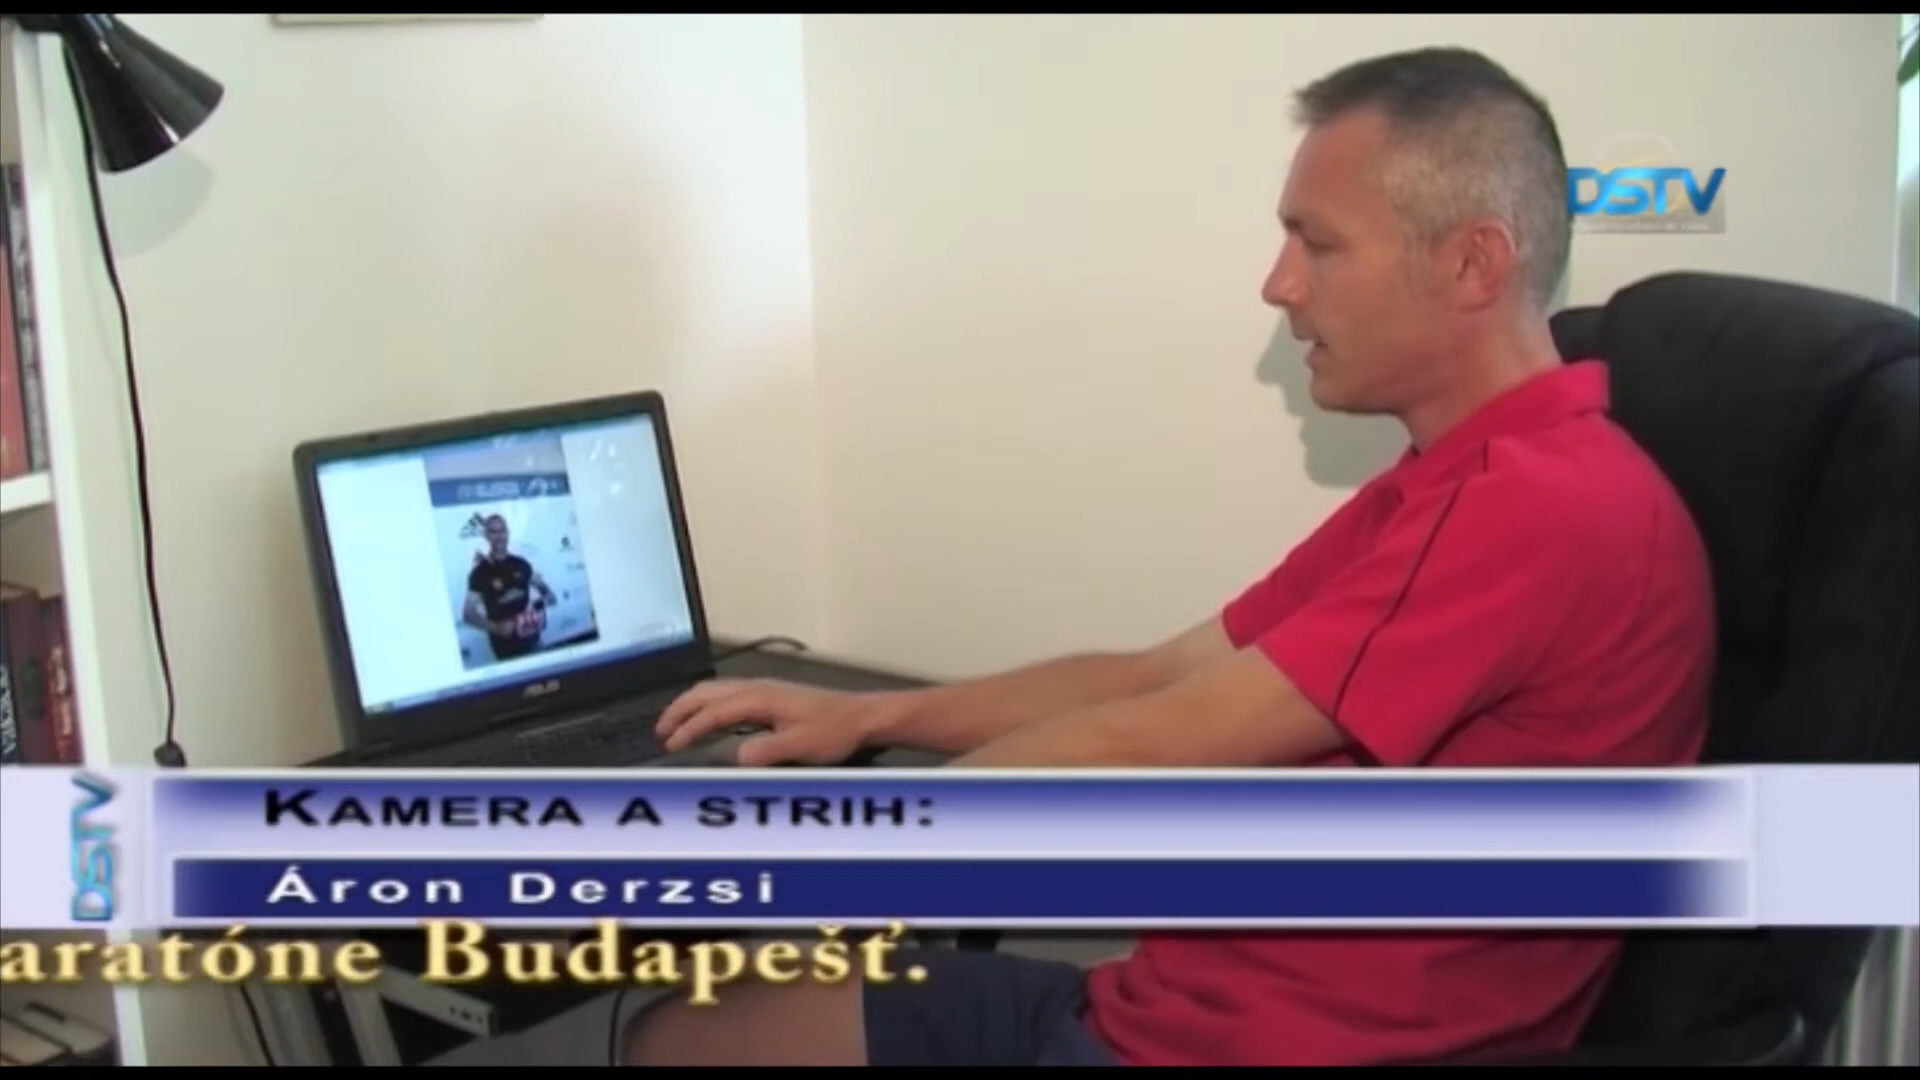 DSTV
ASUS
DSTV
KAMERA A STRIH:
Áron Derzsi
aratóne Budapešť.